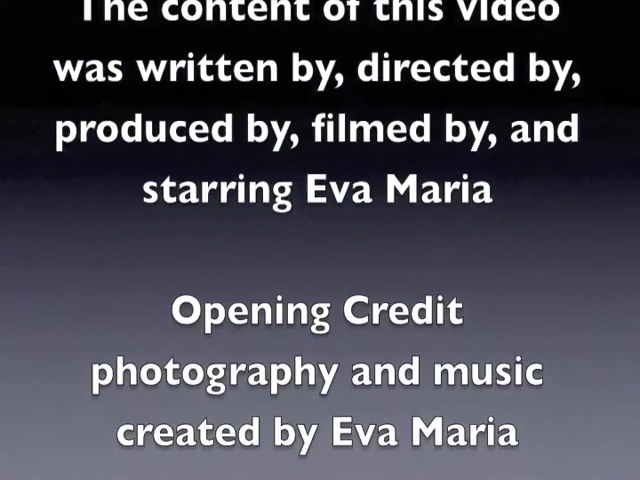 The content of this video
was written by, directed by,
produced by, filmed by, and
starring Eva Maria
Opening Credit
photography and music
created by Eva Maria